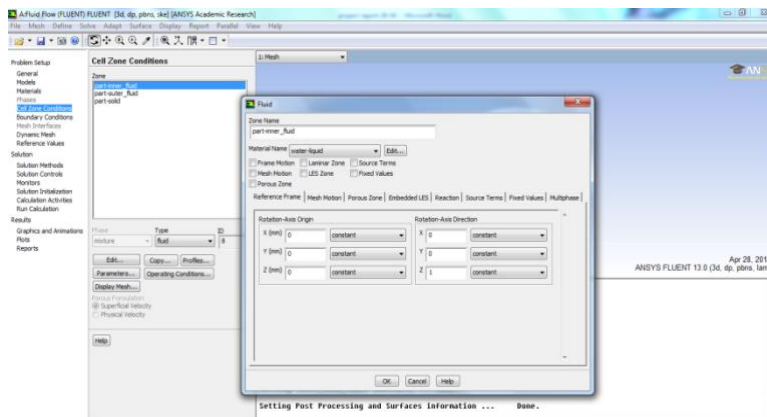 A:Fluid Flow (FLUENT) FLUENT [3d, dp, pbns, ske] [ANSYS Academic Research]
File Mesh Define Solve Adapt Surface Display Report Parallel View Help
Problem Setup
General
Models
Materials
Phases
Cell Zone Conditions
Boundary Conditions
Mesh Interfaces
Dynamic Mesh
Reference Values
Solution
Solution Methods
Solution Controls
Monitors
Solution Initialization
Calculation Activities
Run Calculation
Results
Graphics and Animations
Plots
Reports
Cell Zone Conditions
Zone
part-inner_fluid
part-outer_fluid
part-solid
Phase Type ID
mixture fluid 8
Edit... Copy... Profiles...
Parameters... Operating Conditions...
Display Mesh...
Porous Formulation
Superficial Velocity
Physical Velocity
Help
1: Mesh
AN
Fluid
Zone Name
part-inner_fluid
Material Name water-liquid Edit...
Frame Motion Laminar Zone Source Terms
Mesh Motion LES Zone Fixed Values
Porous Zone
Reference Frame Mesh Motion Porous Zone Embedded LES Reaction Source Terms Fixed Values Multiphase
Rotation-Axis Origin Rotation-Axis Direction
X (mm) 0 constant X 0 constant
Y (mm) 0 constant Y 0 constant
Z (mm) 0 constant Z 1 constant
OK Cancel Help
Apr 28, 201
ANSYS FLUENT 13.0 (3d, dp, pbns, lam
Setting Post Processing and Surfaces information ... Done.